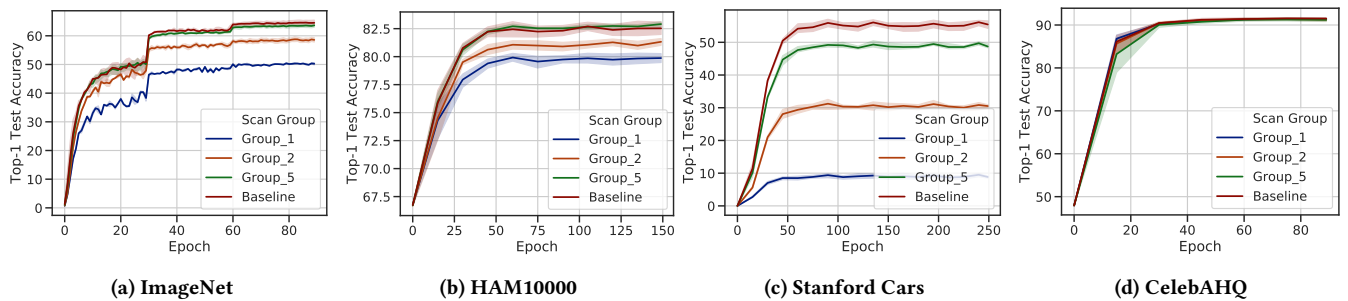 Top-1 Test Accuracy
60
50
40
30
20
10
0
Scan Group
Group_1
Group_2
Group_5
Baseline
0 20 40 60 80
Epoch
(a) ImageNet
Top-1 Test Accuracy
82.5
80.0
77.5
75.0
72.5
70.0
67.5
Scan Group
Group_1
Group_2
Group_5
Baseline
0 25 50 75 100 125 150
Epoch
(b) HAM10000
Top-1 Test Accuracy
50
40
30
20
10
0
Scan Group
Group_1
Group_2
Group_5
Baseline
0 50 100 150 200 250
Epoch
(c) Stanford Cars
Top-1 Test Accuracy
90
80
70
60
50
Scan Group
Group_1
Group_2
Group_5
Baseline
0 20 40 60 80
Epoch
(d) CelebAHQ